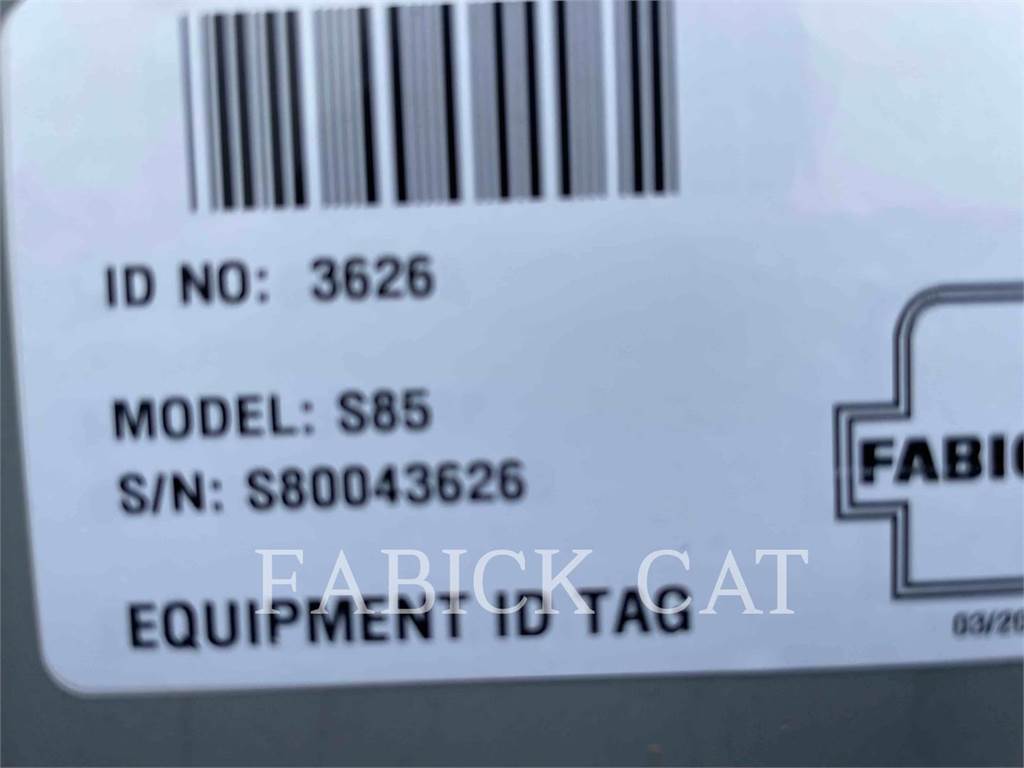 ID NO: 3626
MODEL: S85
S/N: S80043626
FABIC
FABICK CAT
EQUIPMENT ID TAG
03/20